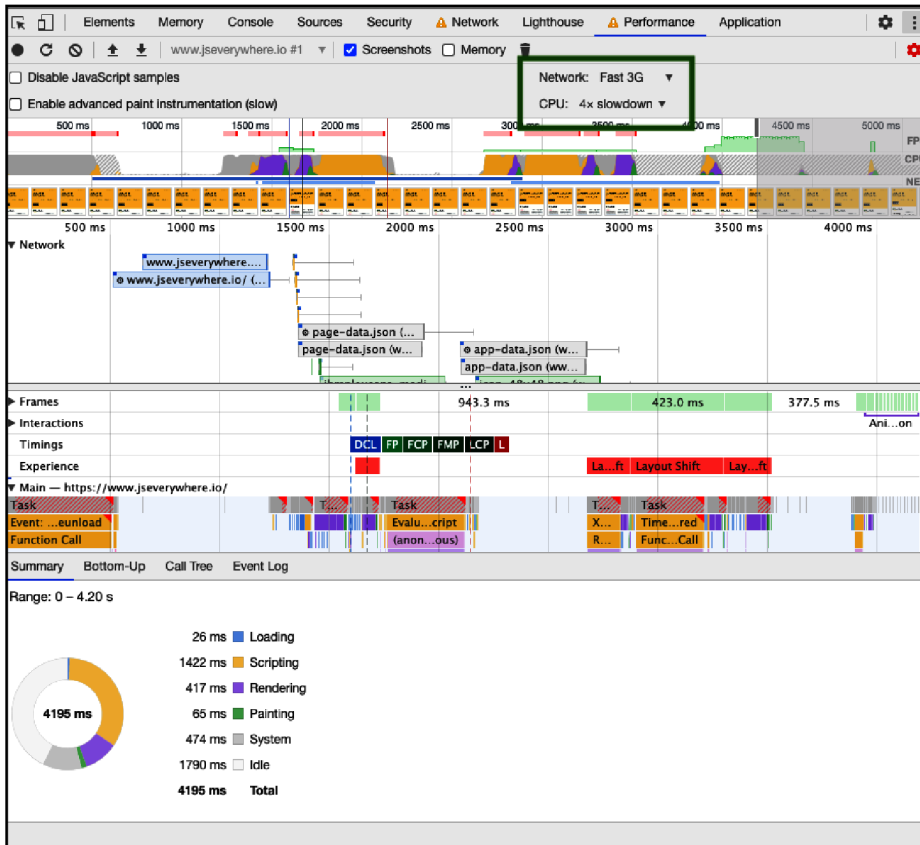 Elements Memory Console Sources Security Network Lighthouse Performance Application
www.jseverywhere.io #1 Screenshots Memory
Disable JavaScript samples
Network: Fast 3G
Enable advanced paint instrumentation (slow)
CPU: 4× slowdown
500 ms 1000 ms 1500 ms 2000 ms 2500 ms 4000 ms 4500 ms 5000 ms
FP
CP
NE
500 ms 1000 ms 1500 ms 2000 ms 2500 ms 3000 ms 3500 ms 4000 ms
Network
www.jseverywhere....
www.jseverywhere.io/ (...
page-data.json (...
page-data.json (w... app-data.json (w...
app-data.json (ww...
Frames 943.3 ms 423.0 ms 377.5 ms
Interactions Ani...on
Timings DCL FP FCP FMP LCP L
Experience La...ft Layout Shift Lay...ft
Main — https://www.jseverywhere.io/
Task T... Task T... Task
Event: ...eunload Evalu...cript X... Time...red
Function Call (anon...ous) R... Func...Call
Summary Bottom-Up Call Tree Event Log
Range: 0 – 4.20 s
26 ms Loading
1422 ms Scripting
417 ms Rendering
4195 ms
65 ms Painting
474 ms System
1790 ms Idle
4195 ms Total